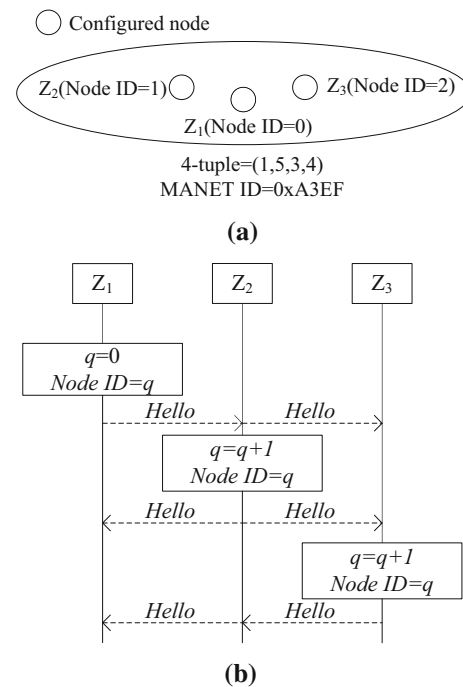 Configured node
Z₂(Node ID=1)
Z₃(Node ID=2)
Z₁(Node ID=0)
4-tuple=(1,5,3,4)
MANET ID=0xA3EF
(a)
Z₁ Z₂ Z₃
q=0
Node ID=q
Hello Hello
q=q+1
Node ID=q
Hello Hello
q=q+1
Node ID=q
Hello Hello
(b)